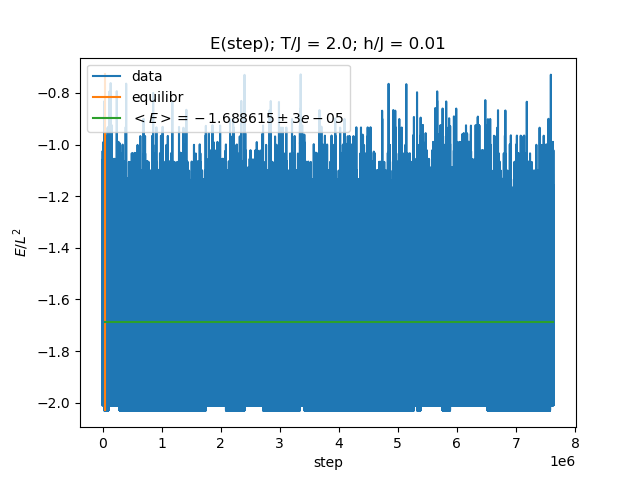 E(step); T/J = 2.0; h/J = 0.01
data
equilibr
<E> = −1.688615 ± 3e − 05
−0.8
−1.0
−1.2
−1.4
−1.6
−1.8
−2.0
E/L²
0 1 2 3 4 5 6 7 8
1e6
step